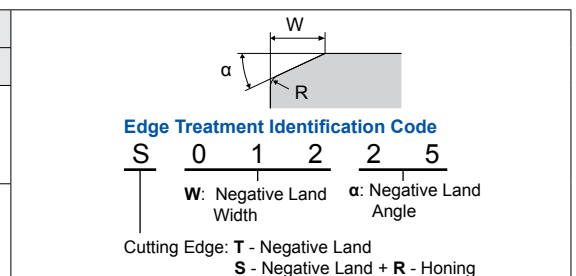 W
α
R
Edge Treatment Identification Code
S 0 1 2 2 5
W: Negative Land Width
α: Negative Land Angle
Cutting Edge: T - Negative Land
S - Negative Land + R - Honing